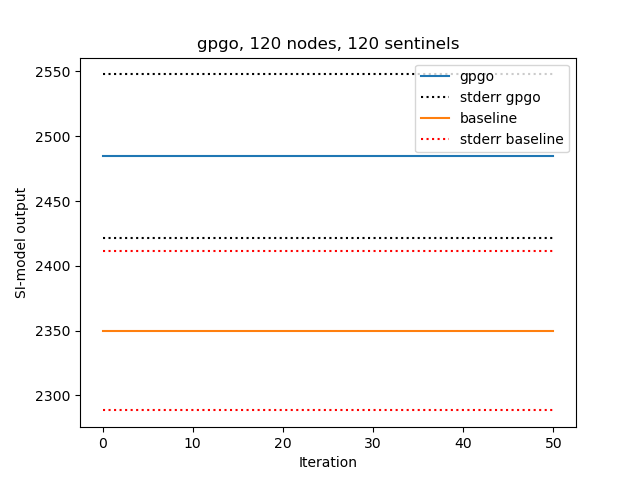 gpgo, 120 nodes, 120 sentinels
gpgo
stderr gpgo
baseline
stderr baseline
2550
2500
2450
2400
2350
2300
SI-model output
0 10 20 30 40 50
Iteration